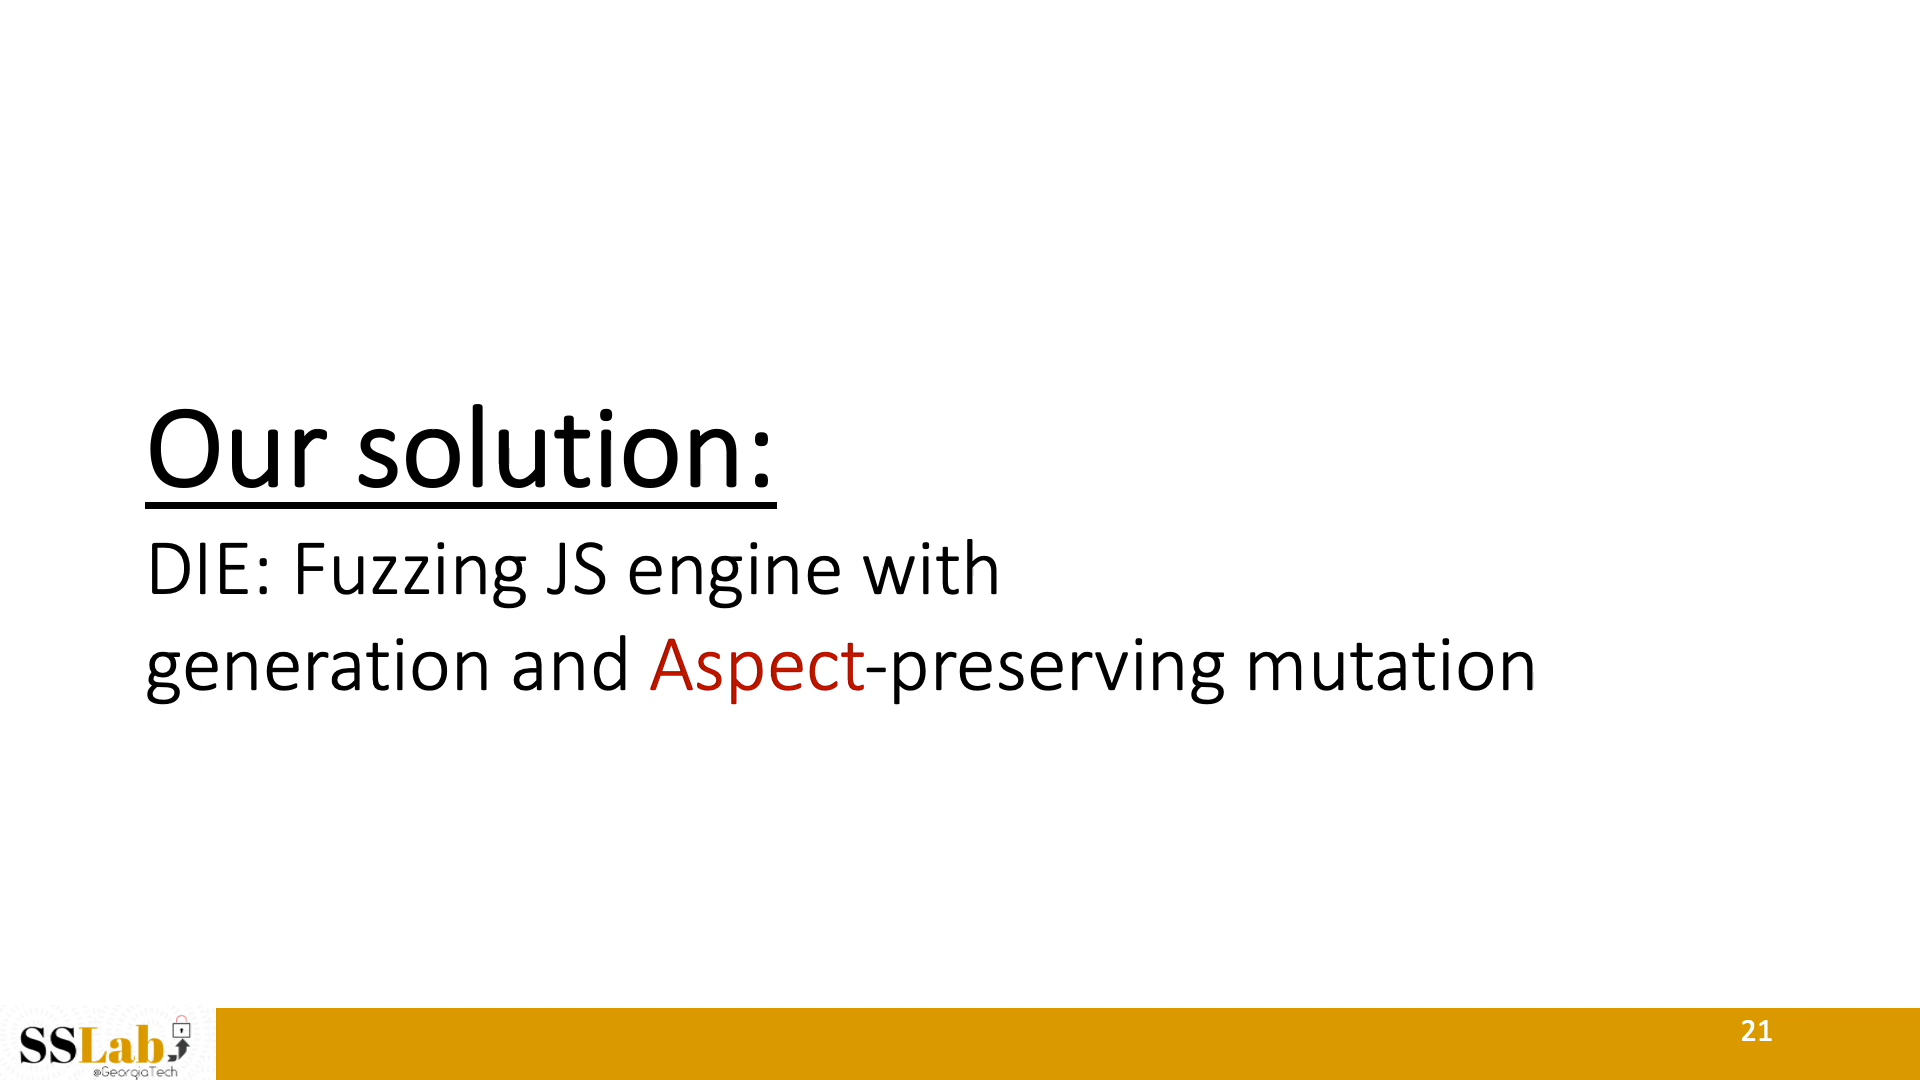 Our solution:
DIE: Fuzzing JS engine with
generation and Aspect-preserving mutation
SSLab
@GeorgiaTech
21